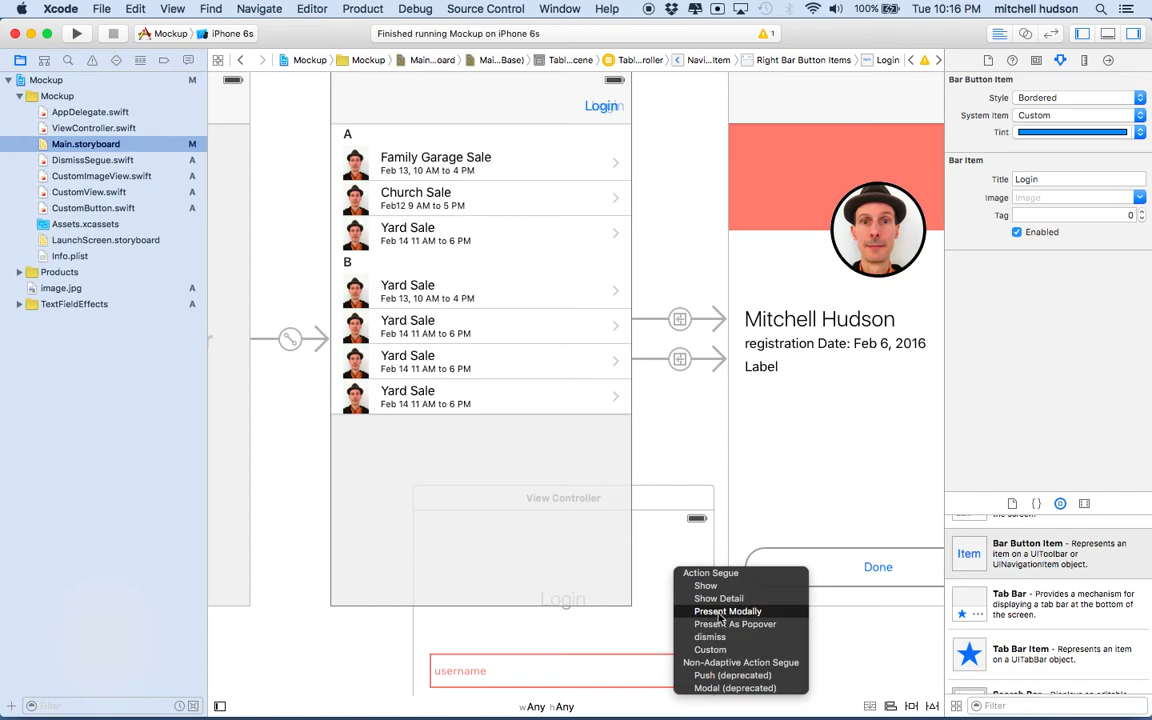 Xcode File Edit View Find Navigate Editor Product Debug Source Control Window Help 100% Tue 10:16 PM mitchell hudson
Mockup iPhone 6s Finished running Mockup on iPhone 6s 1
Mockup Mockup Main...oard Mai...Base) Tabl...cene Tabl...roller Navi...Item Right Bar Button Items Login
Mockup M
Mockup
AppDelegate.swift
ViewController.swift
Main.storyboard M
DismissSegue.swift A
CustomImageView.swift A
CustomView.swift A
CustomButton.swift A
Assets.xcassets
LaunchScreen.storyboard
Info.plist
Products
image.jpg A
TextFieldEffects A
Filter
Login
A
Family Garage Sale
Feb 13, 10 AM to 4 PM
Church Sale
Feb12 9 AM to 5 PM
Yard Sale
Feb 14 11 AM to 6 PM
B
Yard Sale
Feb 13, 10 AM to 4 PM
Yard Sale
Feb 14 11 AM to 6 PM
Yard Sale
Feb 14 11 AM to 6 PM
Yard Sale
Feb 14 11 AM to 6 PM
View Controller
Login
username
Mitchell Hudson
registration Date: Feb 6, 2016
Label
Done
Action Segue
Show
Show Detail
Present Modally
Present As Popover
dismiss
Custom
Non-Adaptive Action Segue
Push (deprecated)
Modal (deprecated)
wAny hAny
Bar Button Item
Style Bordered
System Item Custom
Tint
Bar Item
Title Login
Image Image
Tag 0
Enabled
Item
Bar Button Item - Represents an
item on a UIToolbar or
UINavigationItem object.
Tab Bar - Provides a mechanism for
displaying a tab bar at the bottom of
the screen.
Tab Bar Item - Represents an item
on a UITabBar object.
Filter